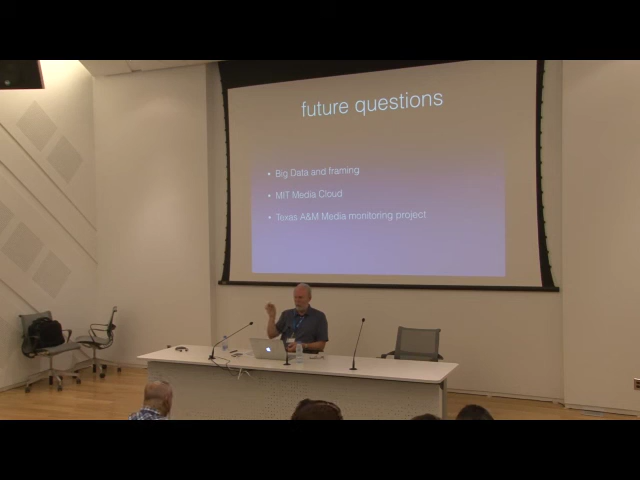 future questions
• Big Data and framing
• MIT Media Cloud
• Texas A&M Media monitoring project